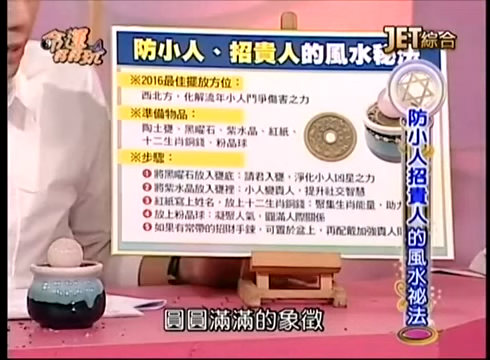 命運好好玩
JET綜合
防小人、招貴人的風水秘法
※2016最佳擺放方位：
西北方，化解流年小人鬥爭傷害之力
※準備物品：
陶土甕、黑曜石、紫水晶、紅紙、
十二生肖銅錢、粉晶球
※步驟：
❶將黑曜石放入甕底：請君入甕、淨化小人凶星之力
❷將紫水晶放入甕裡：小人變貴人，提升社交智慧
❸紅紙寫上姓名，放上十二生肖銅錢：聚集生肖能量，助力
❹放上粉晶球：凝聚人氣，圓滿人際關係
❺如果有常帶的招財手鍊，可置於盆上，再配戴加強貴人
防小人招貴人的風水祕法
圓圓滿滿的象徵